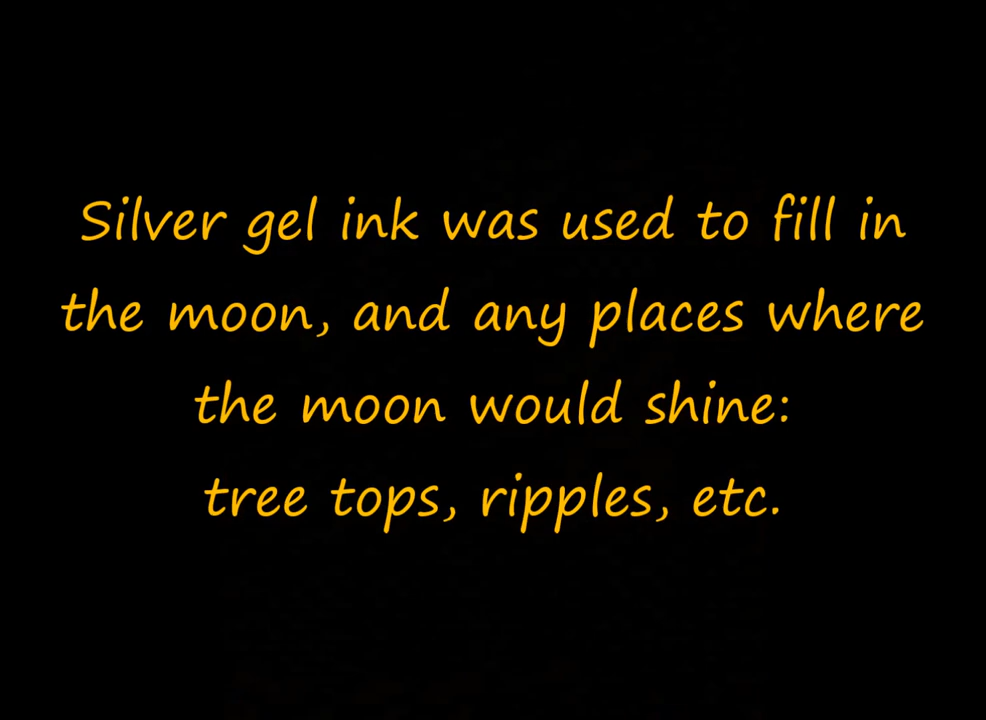 Silver gel ink was used to fill in
the moon, and any places where
the moon would shine:
tree tops, ripples, etc.